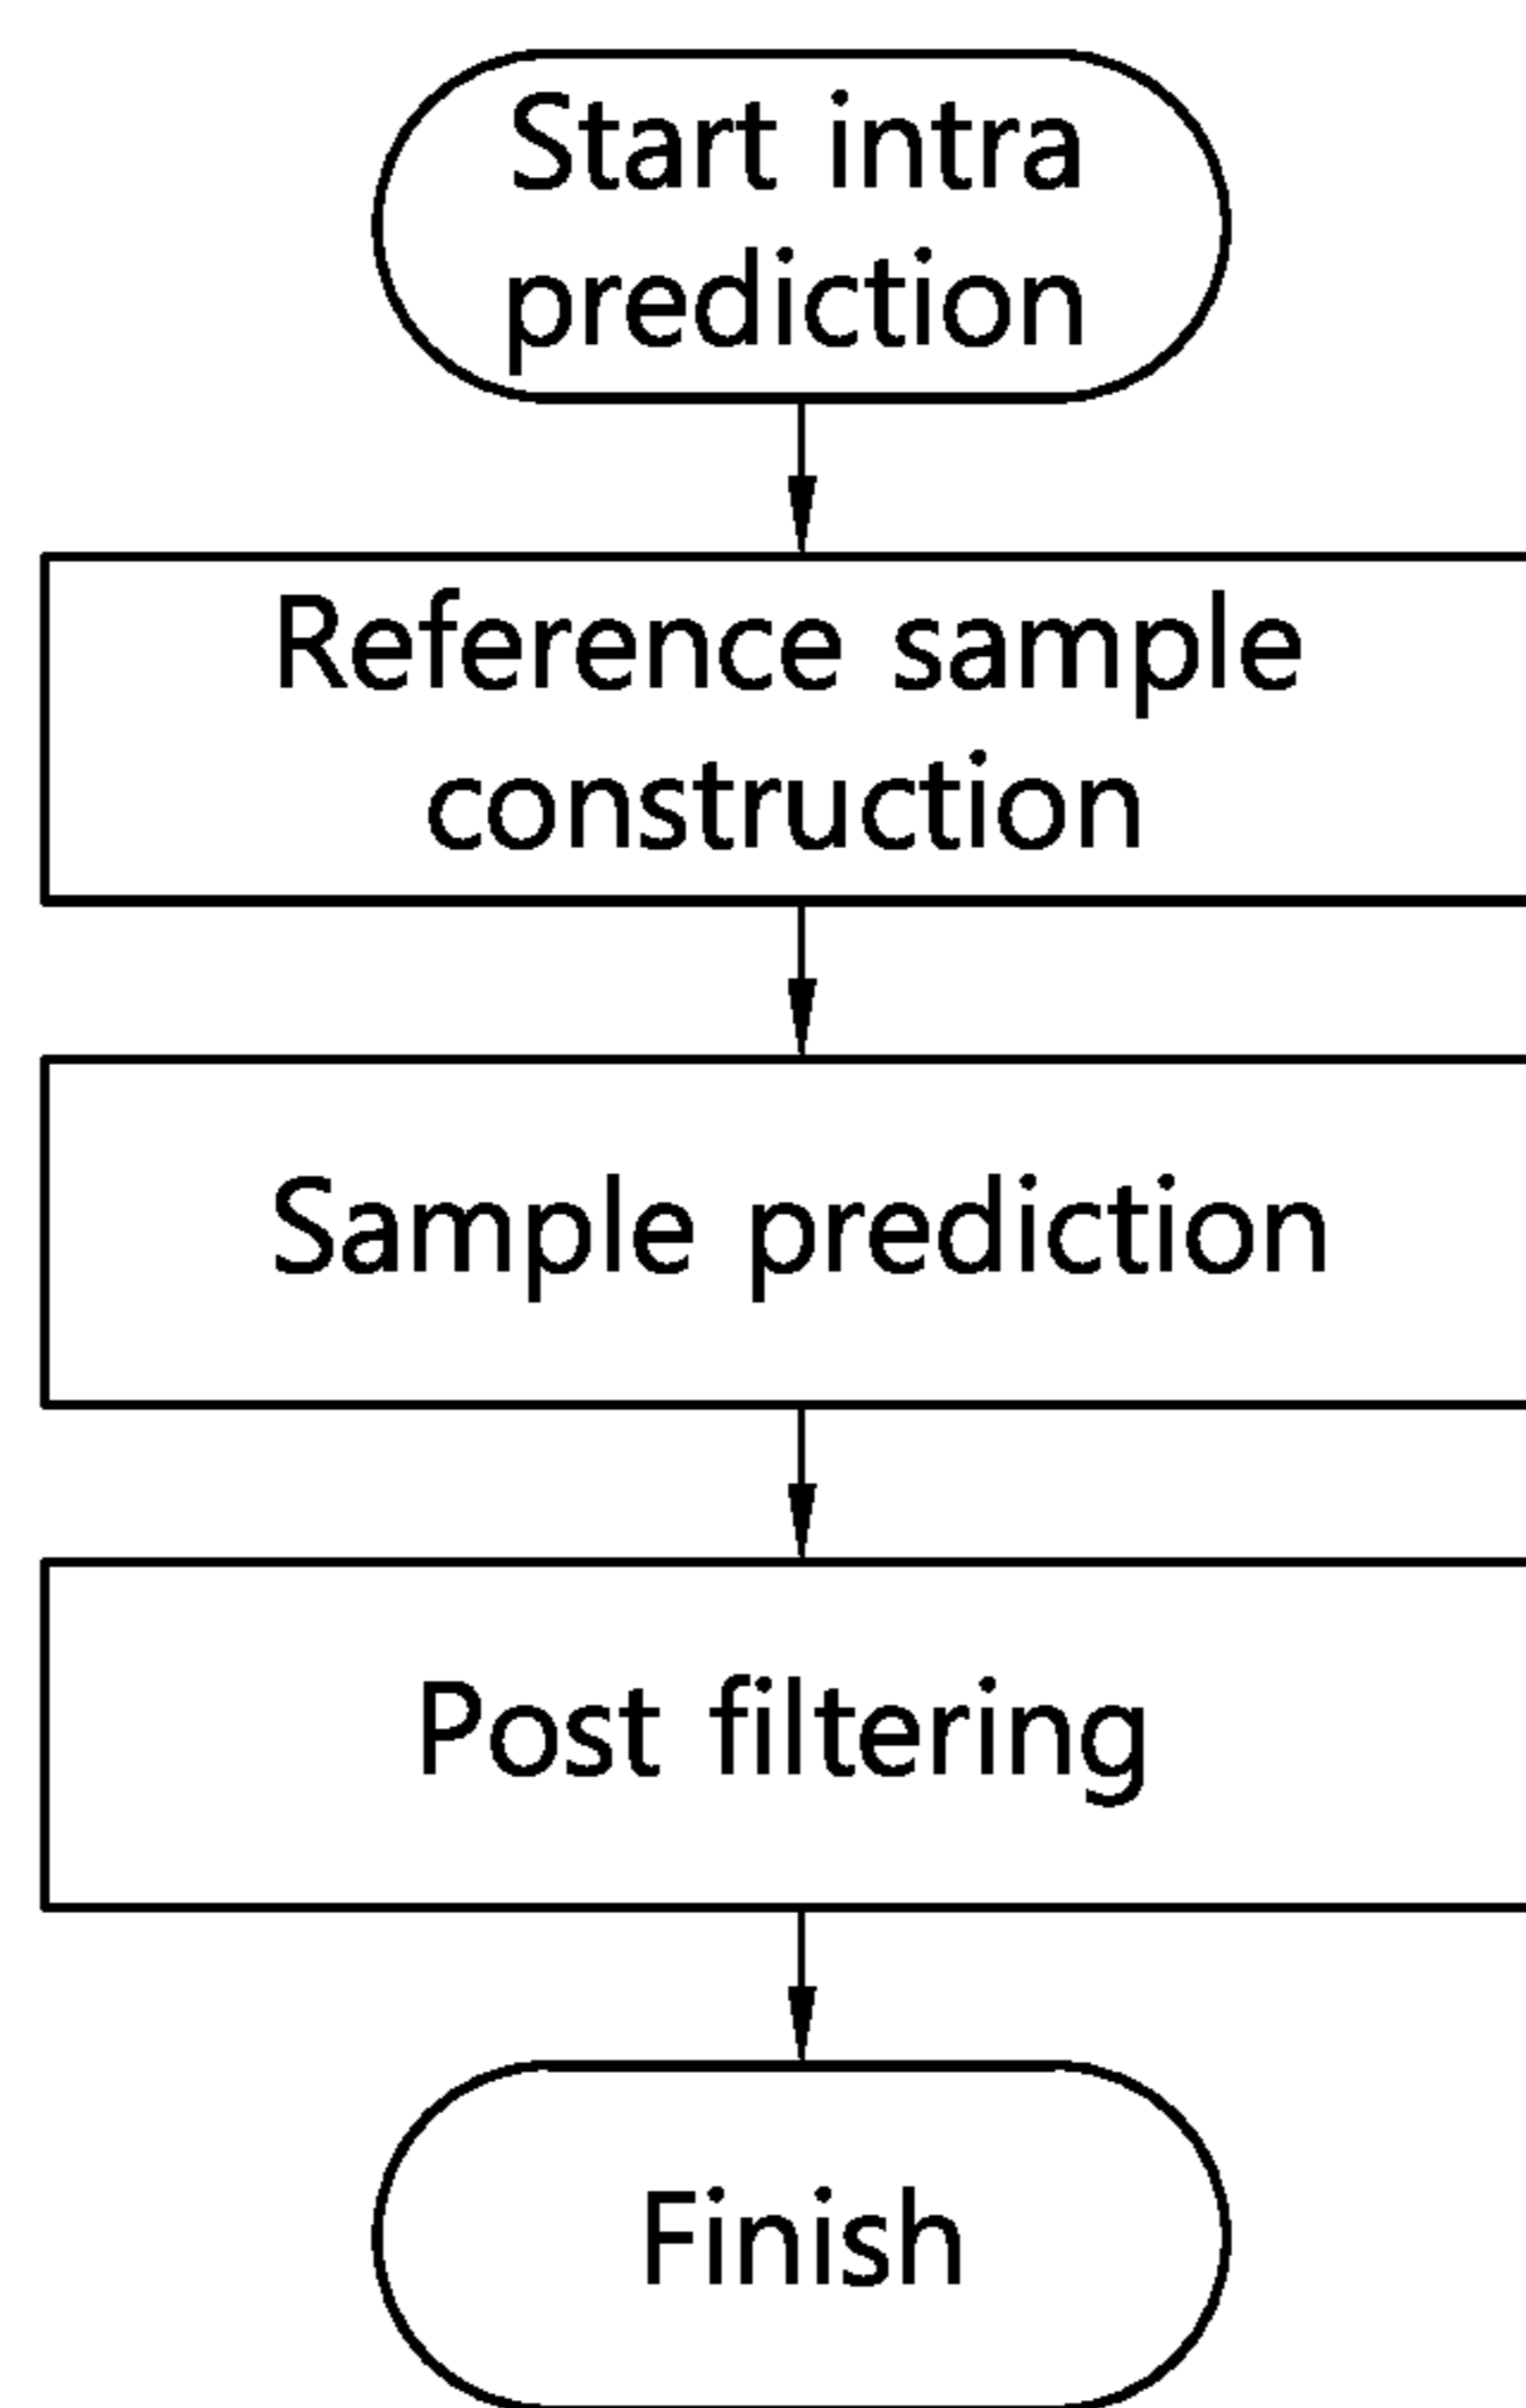 Start intra
prediction
Reference sample
construction
Sample prediction
Post filtering
Finish